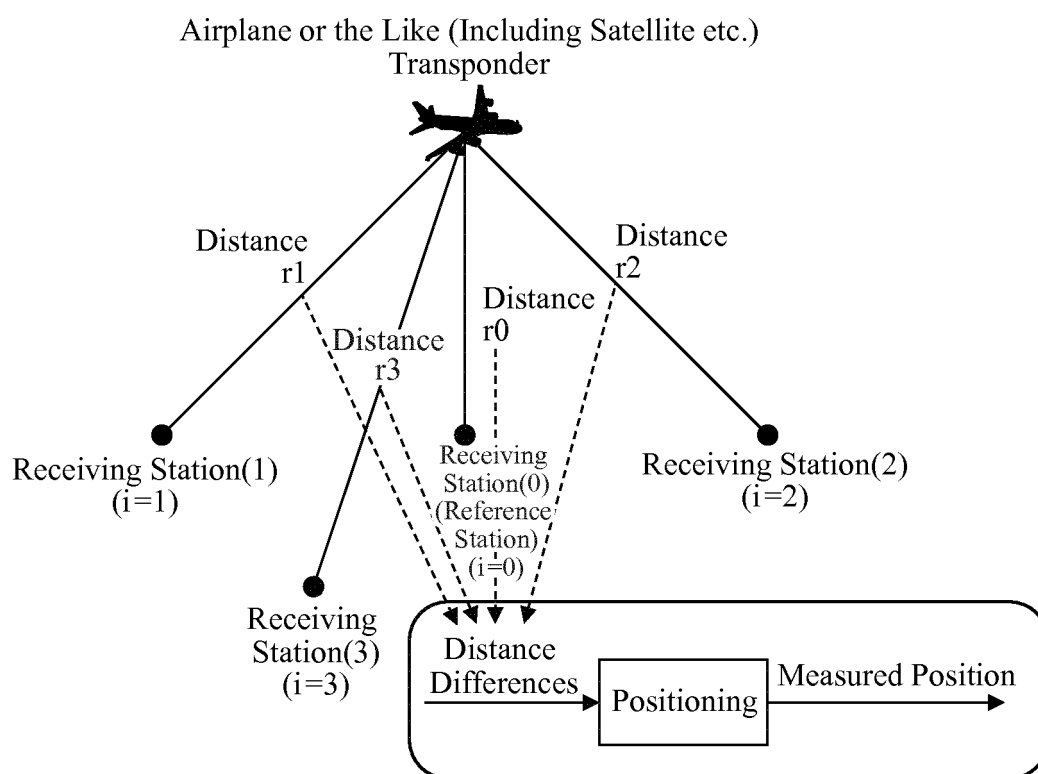 Airplane or the Like (Including Satellite etc.)
Transponder
Distance
r1
Distance
r2
Distance
r0
Distance
r3
Receiving Station(1)
(i=1)
Receiving
Station(0)
(Reference
Station)
(i=0)
Receiving Station(2)
(i=2)
Receiving
Station(3)
(i=3)
Distance
Differences
Positioning
Measured Position